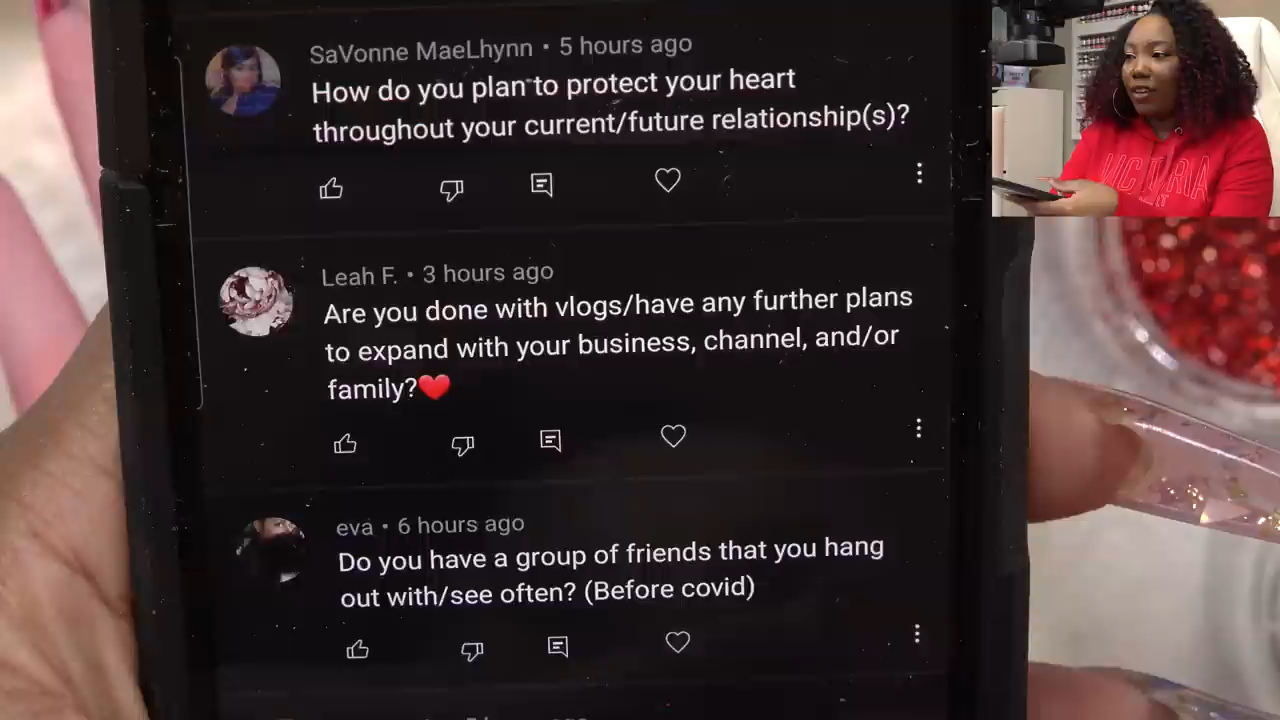 SaVonne MaeLhynn • 5 hours ago
How do you plan to protect your heart
throughout your current/future relationship(s)?
Leah F. • 3 hours ago
Are you done with vlogs/have any further plans
to expand with your business, channel, and/or
family?❤️
eva • 6 hours ago
Do you have a group of friends that you hang
out with/see often? (Before covid)
VICTORIA